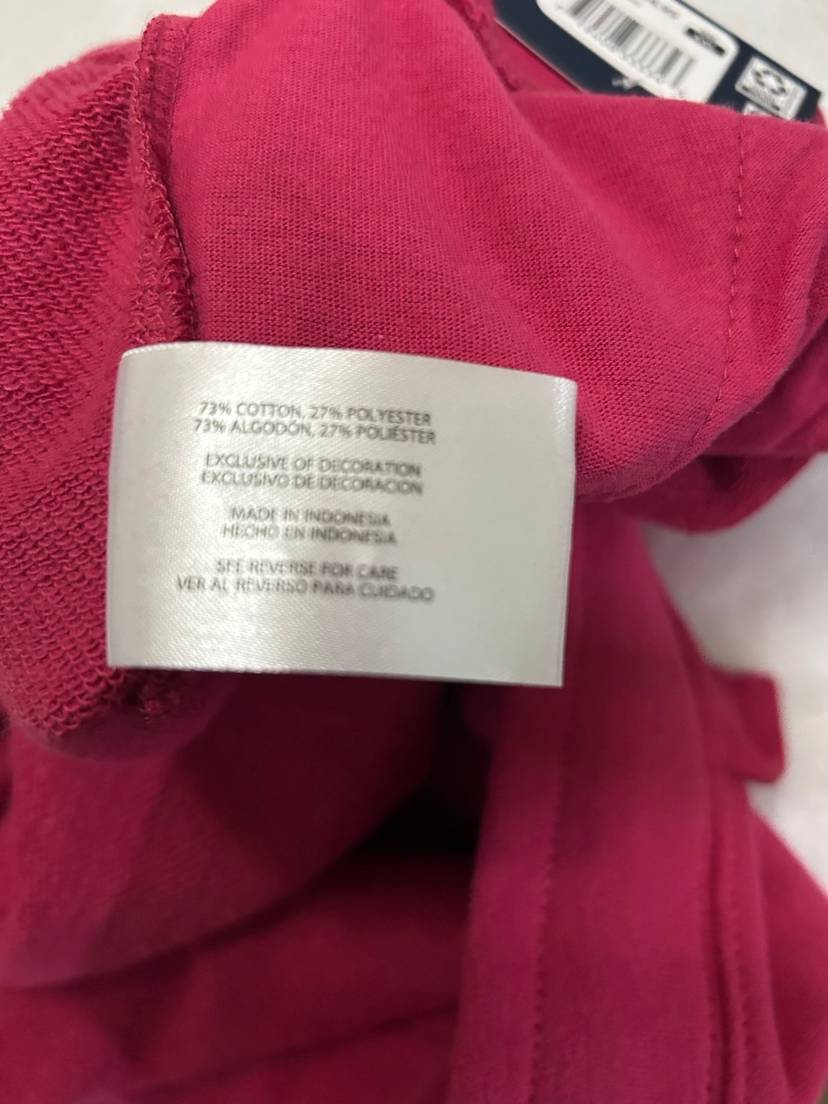 73% COTTON, 27% POLYESTER
73% ALGODÓN, 27% POLIÉSTER
EXCLUSIVE OF DECORATION
EXCLUSIVO DE DECORACION
MADE IN INDONESIA
HECHO EN INDONESIA
SEE REVERSE FOR CARE
VER AL REVERSO PARA CUIDADO